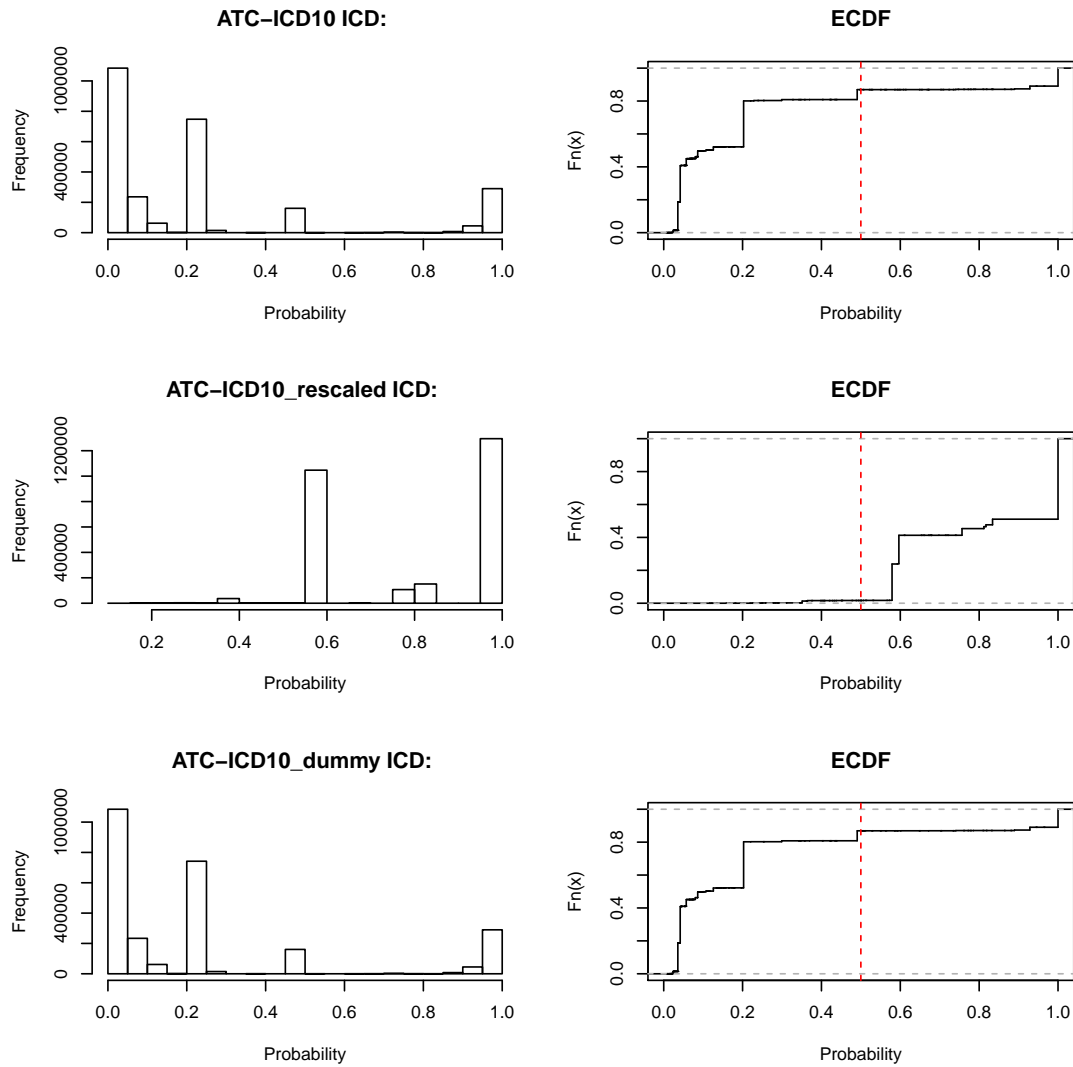 ATC−ICD10 ICD:
Frequency
0 400000 1000000
0.0 0.2 0.4 0.6 0.8 1.0
Probability
ECDF
Fn(x)
0.0 0.4 0.8
0.0 0.2 0.4 0.6 0.8 1.0
Probability
ATC−ICD10_rescaled ICD:
Frequency
0 400000 1200000
0.2 0.4 0.6 0.8 1.0
Probability
ECDF
Fn(x)
0.0 0.4 0.8
0.0 0.2 0.4 0.6 0.8 1.0
Probability
ATC−ICD10_dummy ICD:
Frequency
0 400000 1000000
0.0 0.2 0.4 0.6 0.8 1.0
Probability
ECDF
Fn(x)
0.0 0.4 0.8
0.0 0.2 0.4 0.6 0.8 1.0
Probability